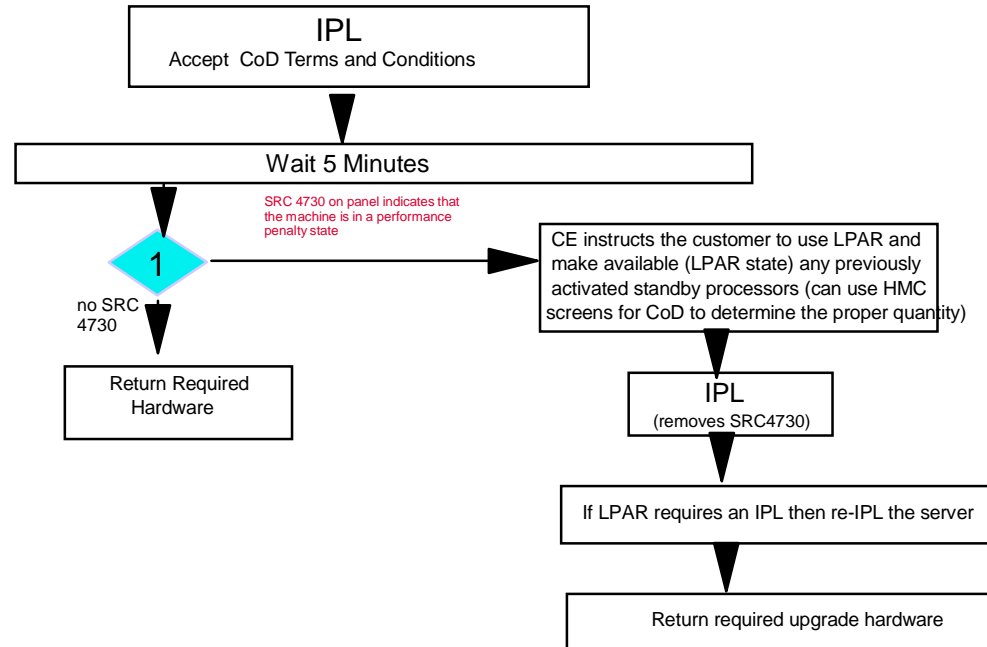 IPL
Accept CoD Terms and Conditions
Wait 5 Minutes
SRC 4730 on panel indicates that
the machine is in a performance
penalty state
1
no SRC
4730
CE instructs the customer to use LPAR and
make available (LPAR state) any previously
activated standby processors (can use HMC
screens for CoD to determine the proper quantity)
Return Required
Hardware
IPL
(removes SRC4730)
If LPAR requires an IPL then re-IPL the server
Return required upgrade hardware